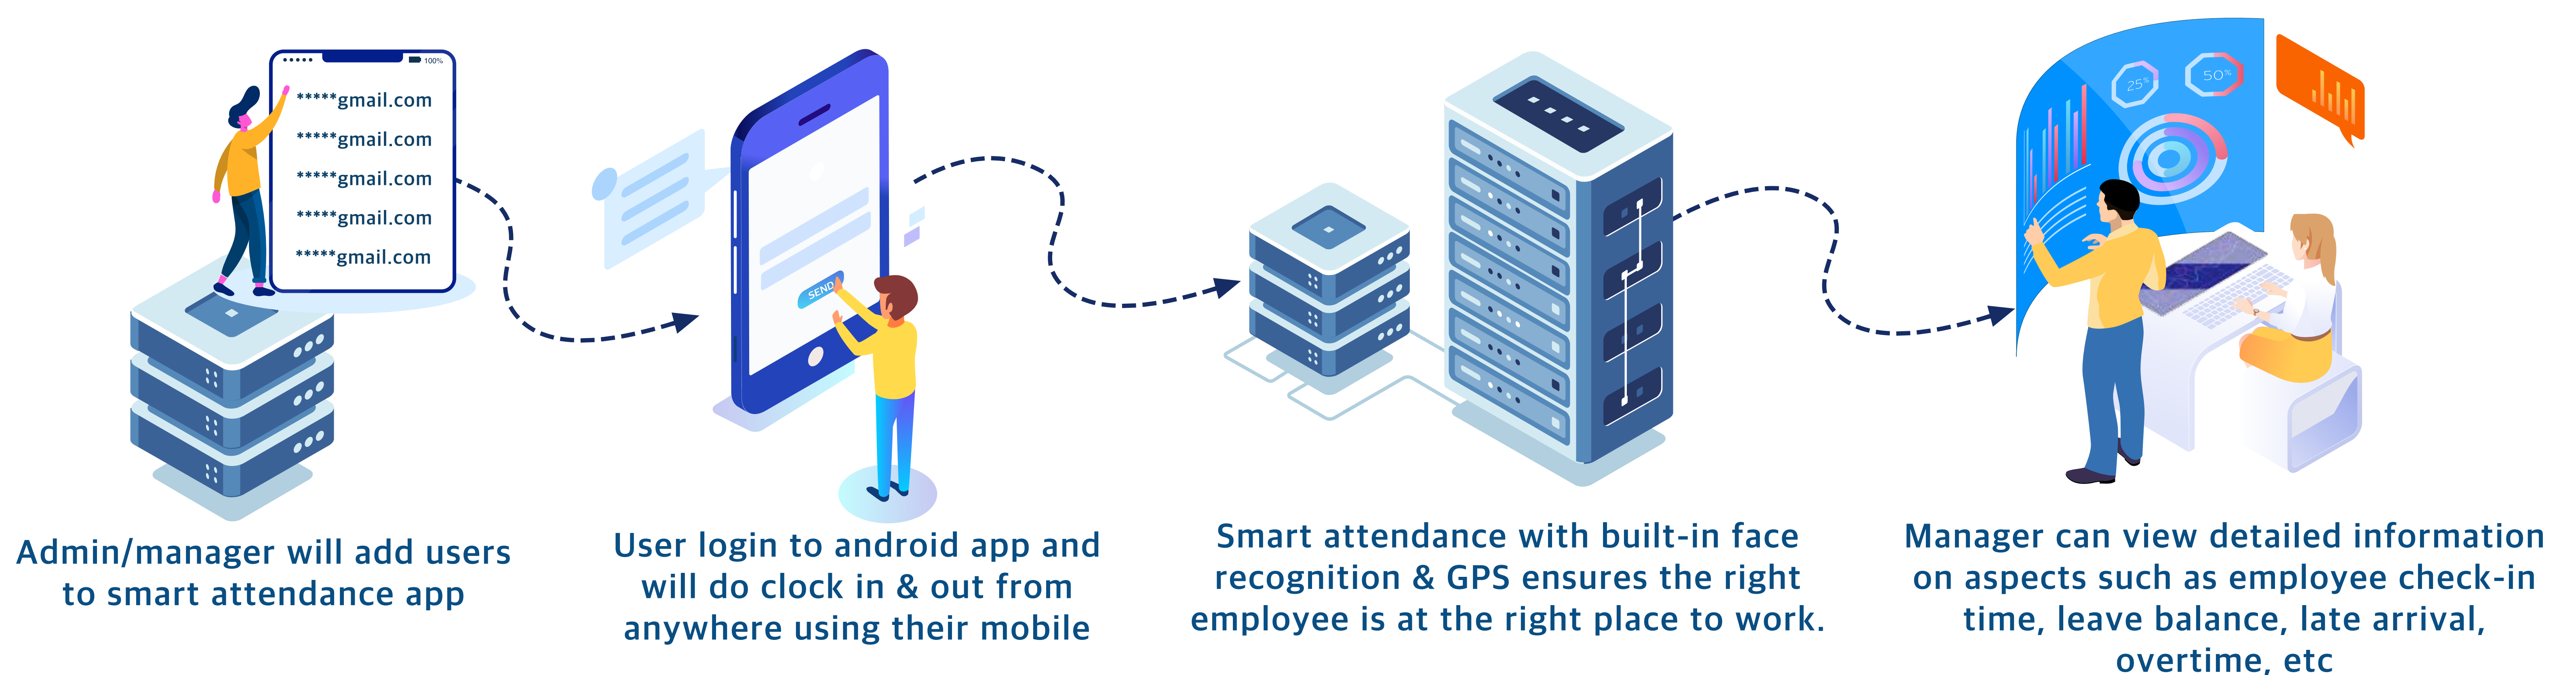 100%
*****gmail.com
*****gmail.com
*****gmail.com
*****gmail.com
*****gmail.com
Admin/manager will add users
to smart attendance app
SEND
User login to android app and
will do clock in & out from
anywhere using their mobile
Smart attendance with built-in face
recognition & GPS ensures the right
employee is at the right place to work.
25%
50%
Manager can view detailed information
on aspects such as employee check-in
time, leave balance, late arrival,
overtime, etc